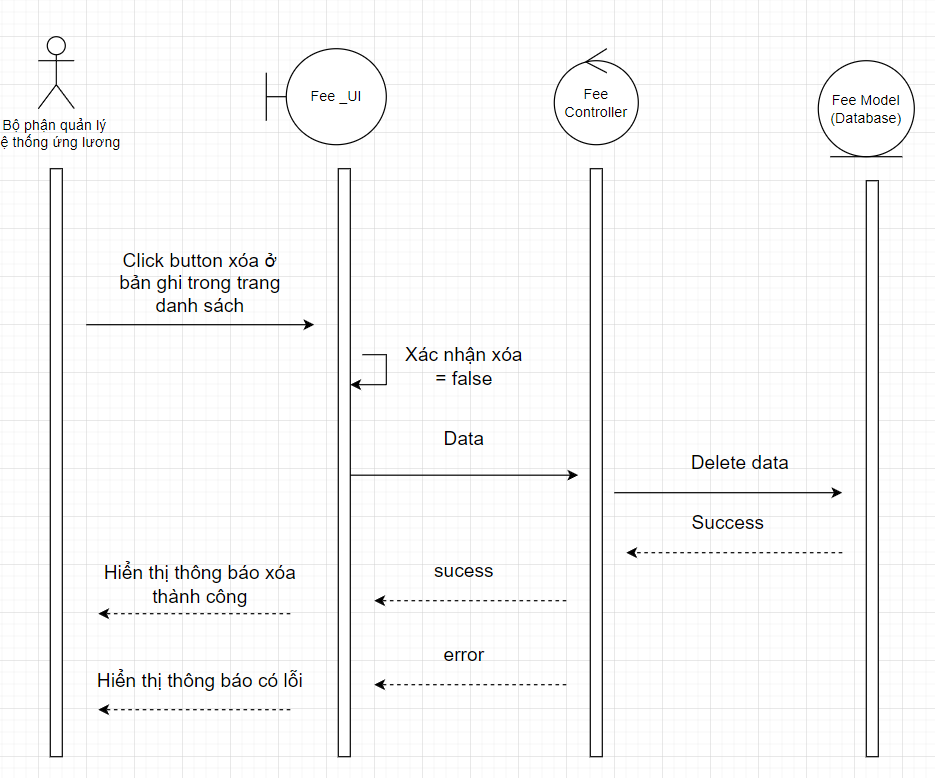 Bộ phận quản lý
ệ thống ứng lương
Fee _UI
Fee
Controller
Fee Model
(Database)
Click button xóa ở
bản ghi trong trang
danh sách
Xác nhận xóa
= false
Data
Delete data
Success
sucess
Hiển thị thông báo xóa
thành công
error
Hiển thị thông báo có lỗi